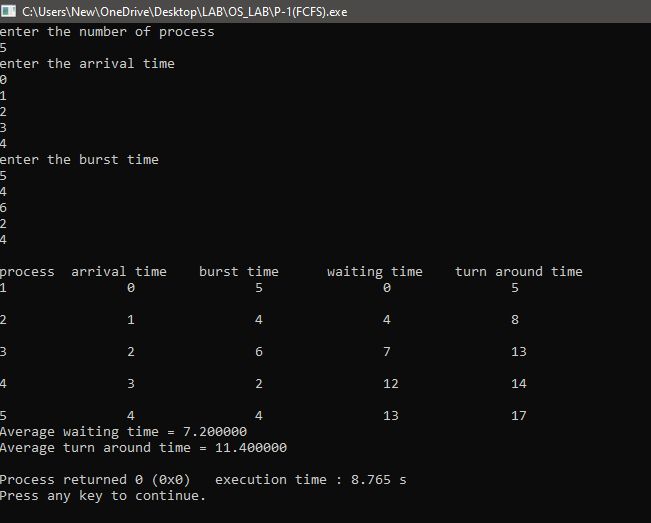 C:\Users\New\OneDrive\Desktop\LAB\OS_LAB\P-1(FCFS).exe
enter the number of process
5
enter the arrival time
0
1
2
3
4
enter the burst time
5
4
6
2
4
process  arrival time    burst time      waiting time    turn around time
1               0               5               0               5
2               1               4               4               8
3               2               6               7               13
4               3               2               12              14
5               4               4               13              17
Average waiting time = 7.200000
Average turn around time = 11.400000
Process returned 0 (0x0)   execution time : 8.765 s
Press any key to continue.